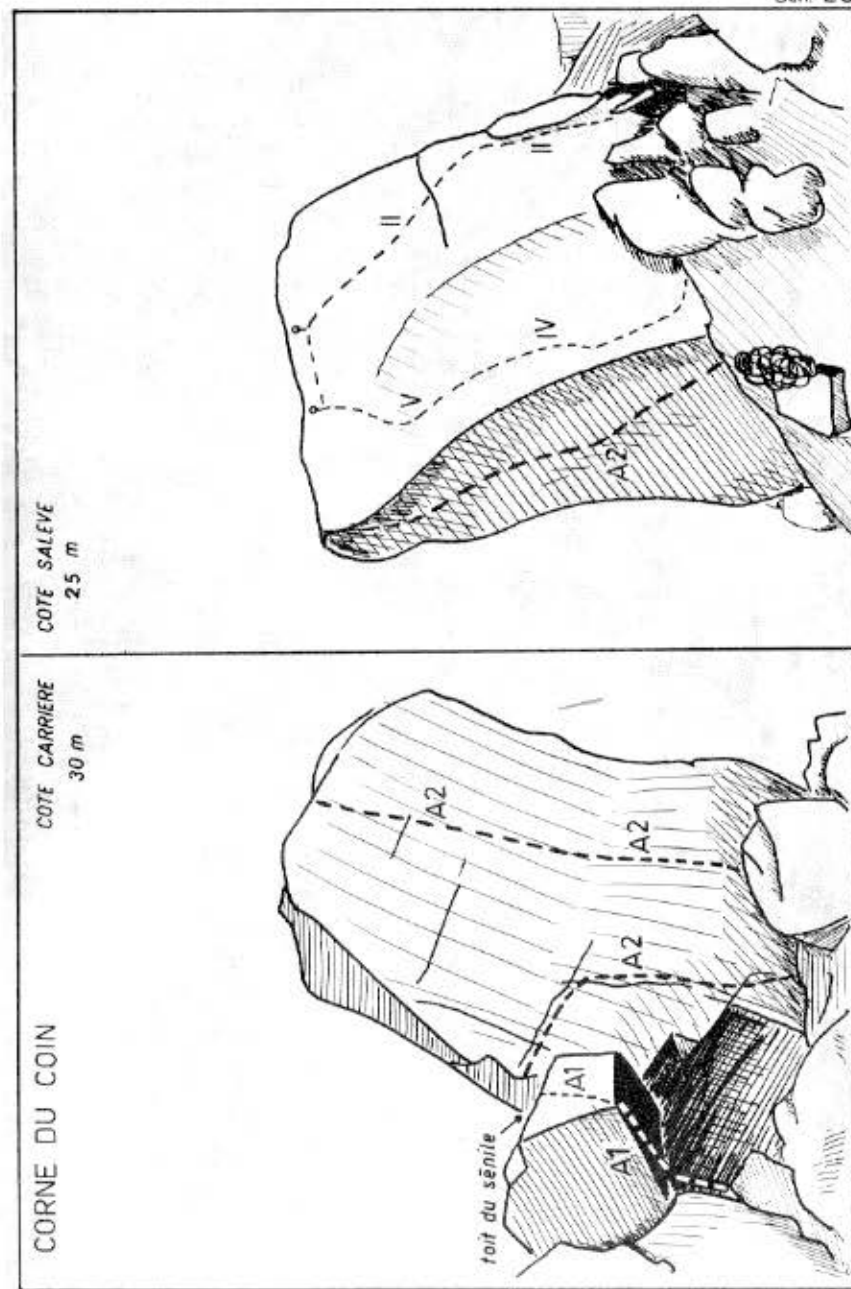 CORNE DU COIN
COTE CARRIERE
30 m
toit du sénile
A1
A1
A2
A2
A2
COTE SALEVE
25 m
A2
V
IV
II
II